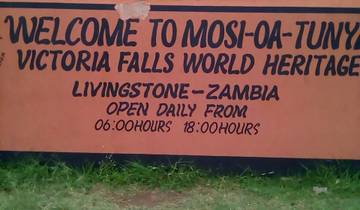 WELCOME TO MOSI-OA-TUNYA
VICTORIA FALLS WORLD HERITAGE
LIVINGSTONE-ZAMBIA
OPEN DAILY FROM
06:00HOURS 18:00HOURS